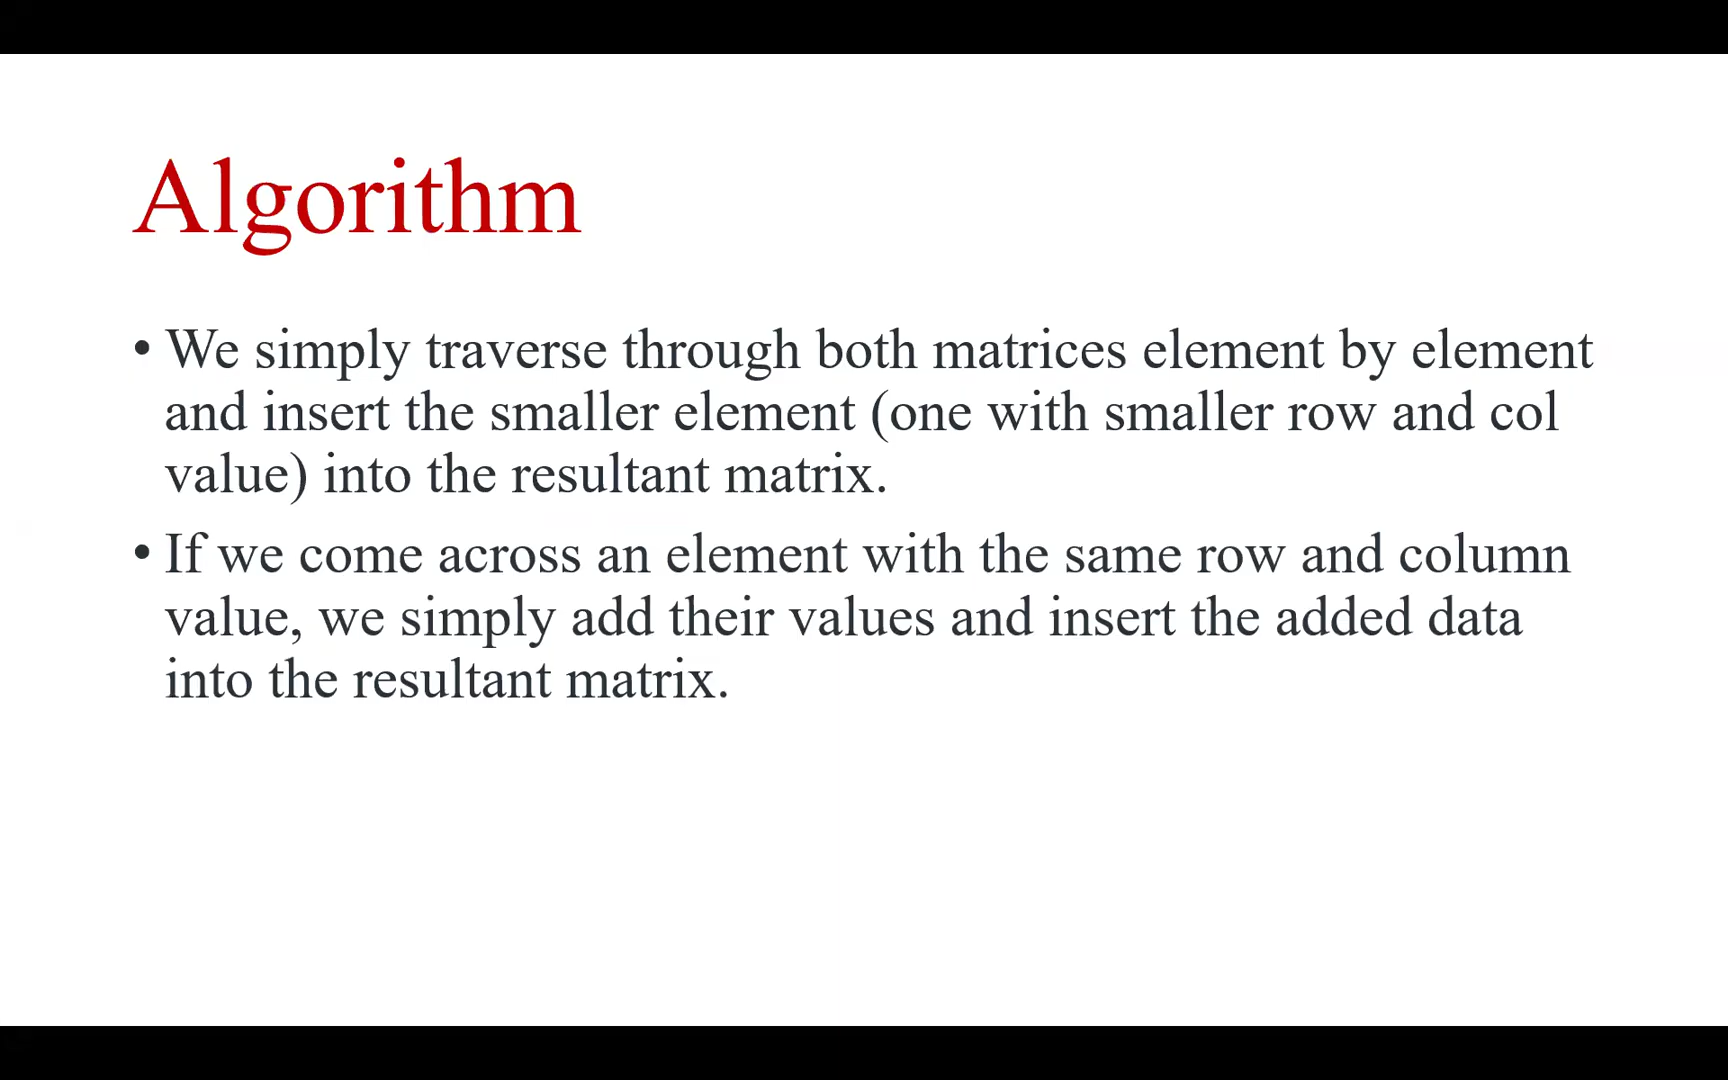 Algorithm
• We simply traverse through both matrices element by element
and insert the smaller element (one with smaller row and col
value) into the resultant matrix.
• If we come across an element with the same row and column
value, we simply add their values and insert the added data
into the resultant matrix.